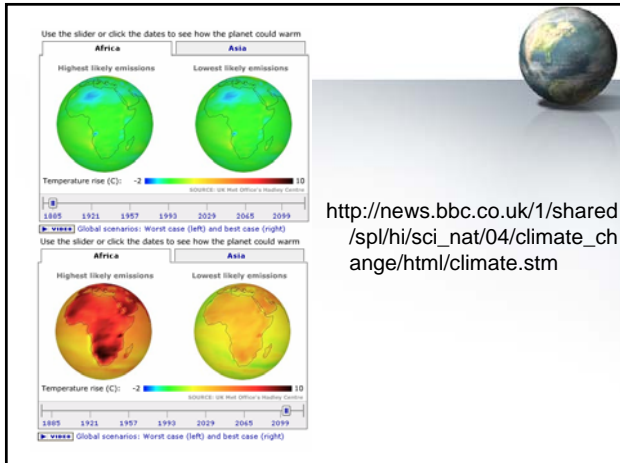 Use the slider or click the dates to see how the planet could warm
Africa Asia
Highest likely emissions Lowest likely emissions
Temperature rise (C): -2 10
SOURCE: UK Met Office's Hadley Centre
1885 1921 1957 1993 2029 2065 2099
VIDEO Global scenarios: Worst case (left) and best case (right)
Use the slider or click the dates to see how the planet could warm
Africa Asia
Highest likely emissions Lowest likely emissions
Temperature rise (C): -2 10
SOURCE: UK Met Office's Hadley Centre
1885 1921 1957 1993 2029 2065 2099
VIDEO Global scenarios: Worst case (left) and best case (right)
http://news.bbc.co.uk/1/shared
/spl/hi/sci_nat/04/climate_ch
ange/html/climate.stm